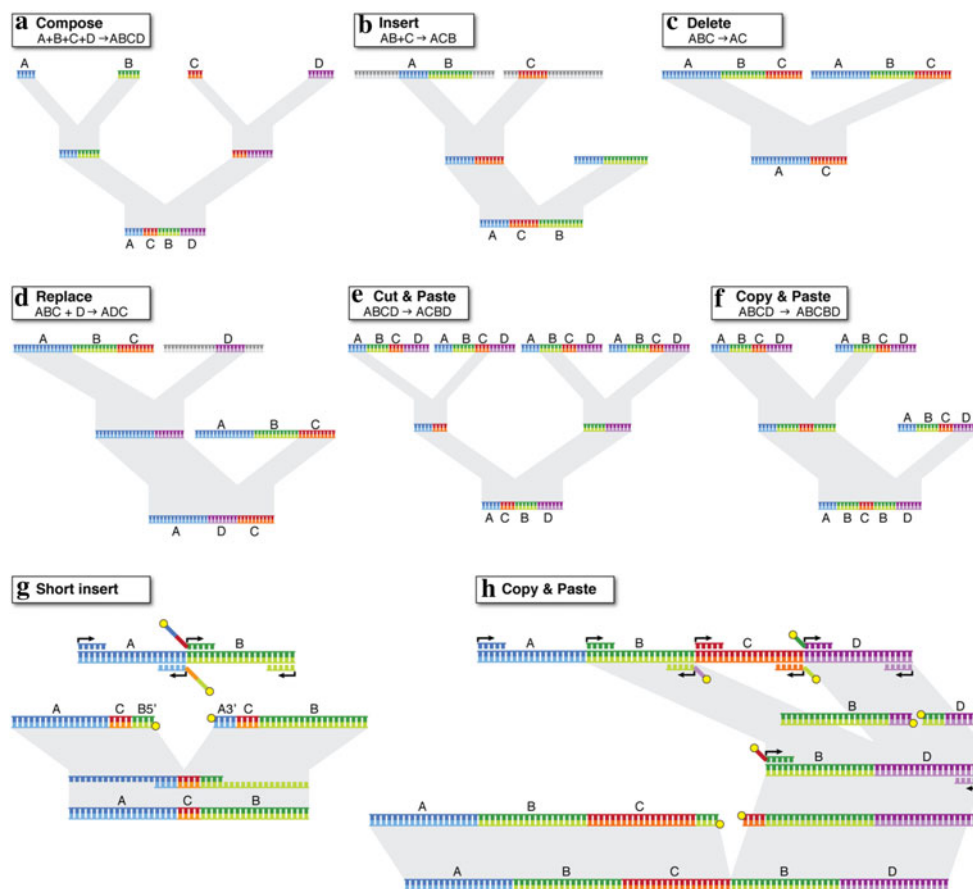 a Compose
A+B+C+D →ABCD
A B C D
A C B D
b Insert
AB+C → ACB
A B C
A C B
c Delete
ABC →AC
A B C A B C
A C
d Replace
ABC + D→ ADC
A B C D
A B C
A D C
e Cut & Paste
ABCD → ACBD
A B C D A B C D A B C D A B C D
A C B D
f Copy & Paste
ABCD → ABCBD
A B C D A B C D
A B C D
A B C B D
g Short insert
A B
A C B5' A3' C B
A C B
h Copy & Paste
A B C D
B D
B D
A B C
A B C B D